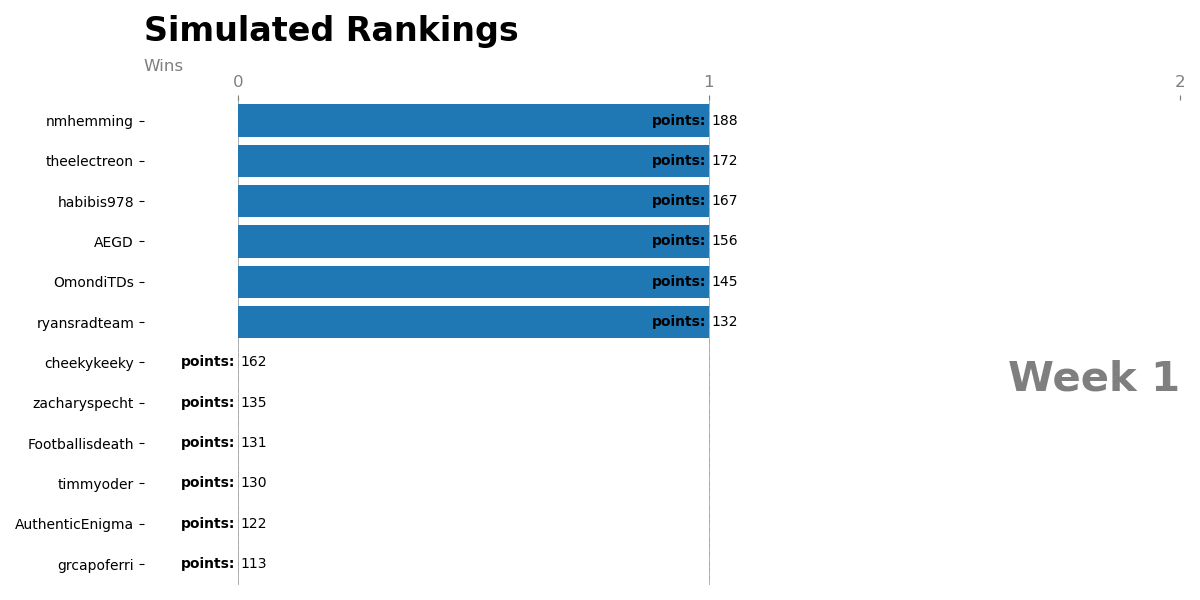 Simulated Rankings
Wins
0 1 2
nmhemming points: 188
theelectreon points: 172
habibis978 points: 167
AEGD points: 156
OmondiTDs points: 145
ryansradteam points: 132
cheekykeeky points: 162
Week 1
zacharyspecht points: 135
Footballisdeath points: 131
timmyoder points: 130
AuthenticEnigma points: 122
grcapoferri points: 113